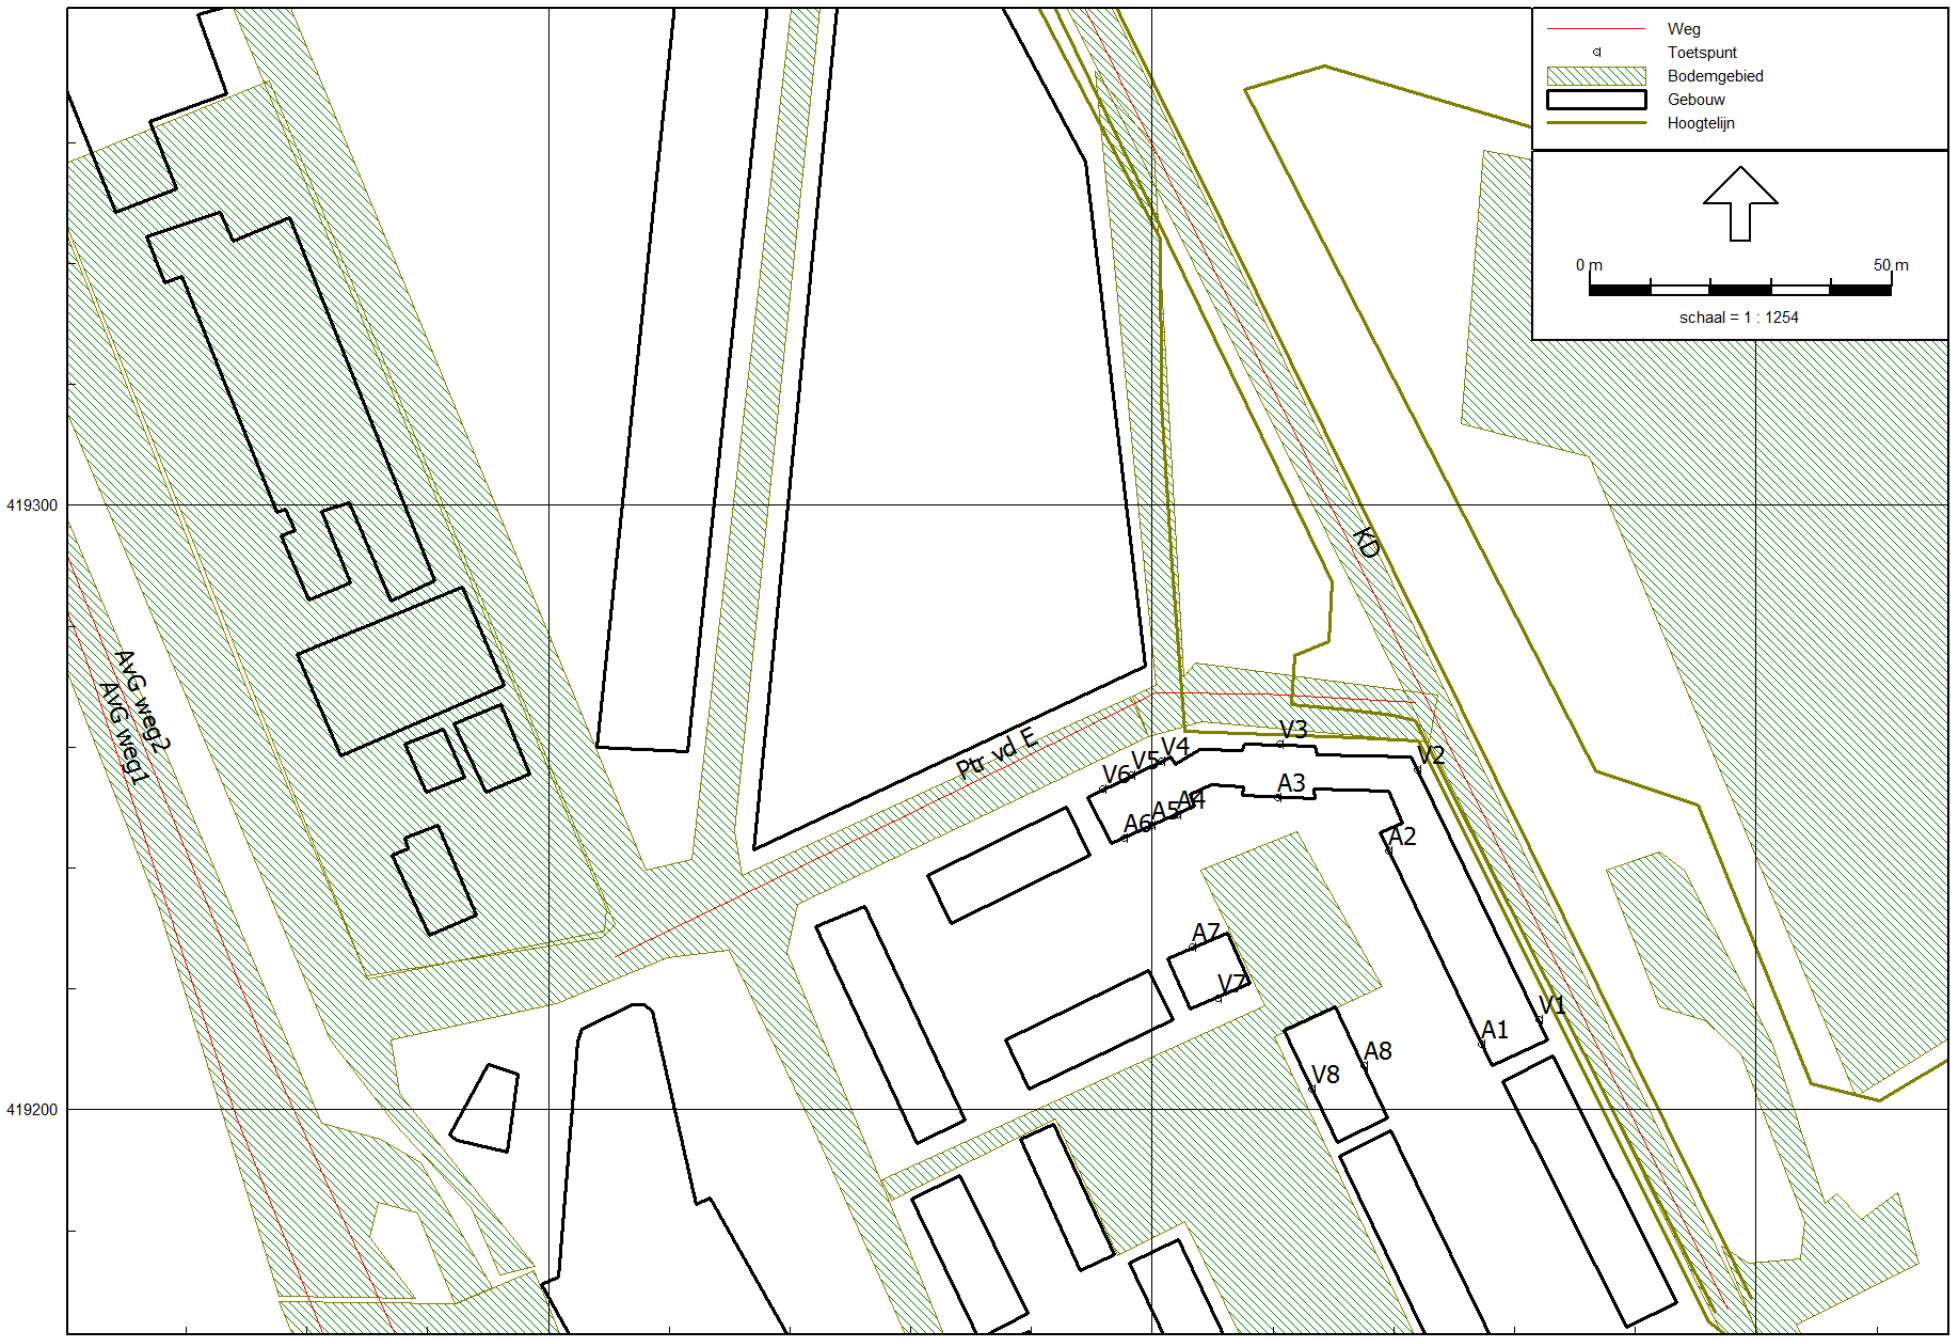 Weg
Toetspunt
Bodemgebied
Gebouw
Hoogtelijn
0 m 50 m
schaal = 1 : 1254
419300
KD
AvG weg2
AvG weg1
Ptr vd E.
V3
V4
V2
V5
V6
A3
A4
A5
A6
A2
A7
V7
V1
A1
A8
V8
419200